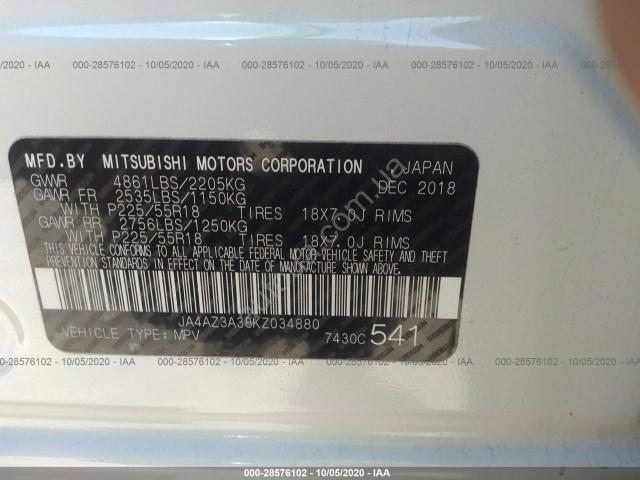 10/05/2020 - IAA 000-28576102 - 10/05/2020 - IAA 000-28576102 - 10/05/2020 - IAA 000-
MFD.BY MITSUBISHI MOTORS CORPORATION JAPAN
GVWR 4861LBS/2205KG DEC 2018
GAWR FR 2535LBS/1150KG
WITH P225/55R18 TIRES 18X7.0J RIMS
GAWR RR 2756LBS/1250KG
WITH P225/55R18 TIRES 18X7.0J RIMS
THIS VEHICLE CONFORMS TO ALL APPLICABLE FEDERAL MOTOR VEHICLE SAFETY AND THEFT
PREVENTION STANDARDS IN EFFECT ON THE DATE OF MANUFACTURE SHOWN ABOVE.
JA4AZ3A38KZ034880
VEHICLE TYPE: MPV 7430C 541
10/05/2020 - IAA 000-28576102 - 10/05/2020 - IAA 000-28576102 - 10/05/2020 - IAA 000-
000-28576102 - 10/05/2020 - IAA